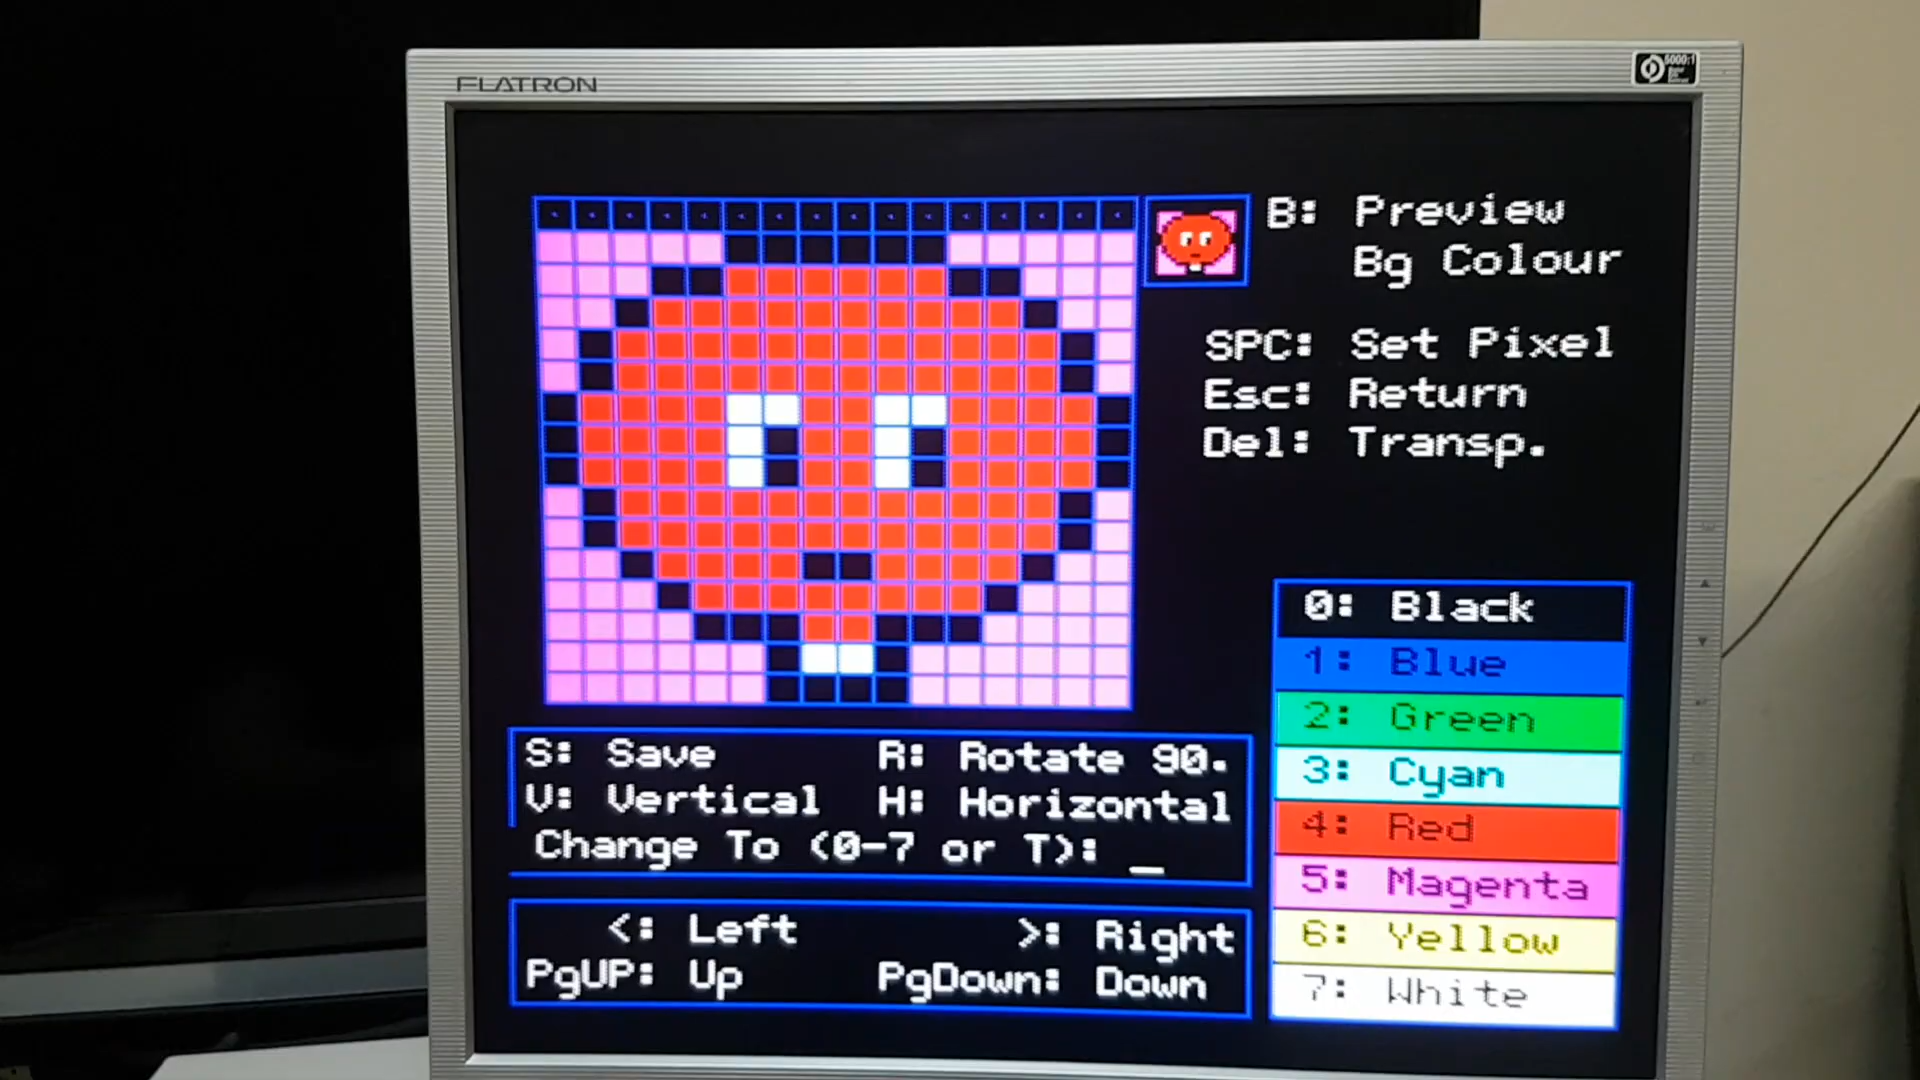 FLATRON
5000:1
B: Preview
Bg Colour
SPC: Set Pixel
Esc: Return
Del: Transp.
0: Black
1: Blue
2: Green
3: Cyan
4: Red
5: Magenta
6: Yellow
7: White
S: Save R: Rotate 90.
V: Vertical H: Horizontal
Change To (0-7 or T): _
<: Left >: Right
PgUP: Up PgDown: Down